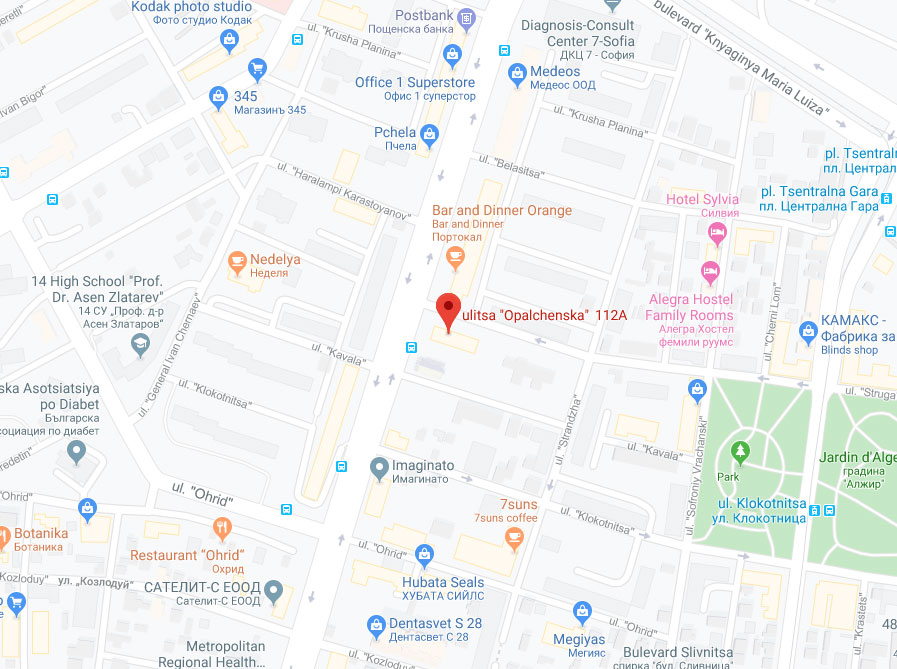 Kodak photo studio
Фото студио Кодак
Postbank
Пощенска банка
bulevard "Knyaginya Maria Luiza"
Diagnosis-Consult
Center 7-Sofia
ДКЦ 7 - София
ul. "Krusha Planina"
Office 1 Superstore
Офис 1 суперстор
Medeos
Медеос ООД
345
Магазинъ 345
Ivan Bigor"
Pchela
Пчела
ul. "Krusha Planina"
ul. "Belasitsa"
pl. Tsentraln
пл. Централ
ul. "Haralampi Karastoyanov"
pl. Tsentralna Gara
пл. Централна Гара
Hotel Sylvia
Силвия
Bar and Dinner Orange
Bar and Dinner
Портокал
Nedelya
Неделя
14 High School "Prof.
Dr. Asen Zlatarev"
14 СУ „Проф. д-р
Асен Златаров"
Alegra Hostel
Family Rooms
Алегра Хостел
фемили руумс
ulitsa "Opalchenska" 112A
ul. "Cherni Lom"
КАМАКС -
Фабрика за
Blinds shop
ul. "General Ivan Chernaev"
ul. "Kavala"
ul. "Klokotnitsa"
ska Asotsiatsiya
po Diabet
Българска
социация по диабет
ul. "Struga
ul. "Strandzha"
ul. "Sofroniy Vrachanski"
ul. "Kavala"
Park
Jardin d'Alge
градина
"Алжир"
Imaginato
Имагинато
ul. "Ohrid"
7suns
7suns coffee
ul. "Klokotnitsa"
ul. Klokotnitsa
ул. Клокотница
Botanika
Ботаника
Restaurant "Ohrid"
Охрид
ul. "Ohrid"
Kozloduy"
ул. „Козлодуй"
САТЕЛИТ-С ЕООД
Сателит-С ЕООД
Hubata Seals
ХУБАТА СИЙЛС
Dentasvet S 28
Дентасвет С 28
Megiyas
Мегияс
ul. "Krastets"
48
Metropolitan
Regional Health...
ul. "Kozloduy"
Bulevard Slivnitsa
спирка "бул. Сливница"